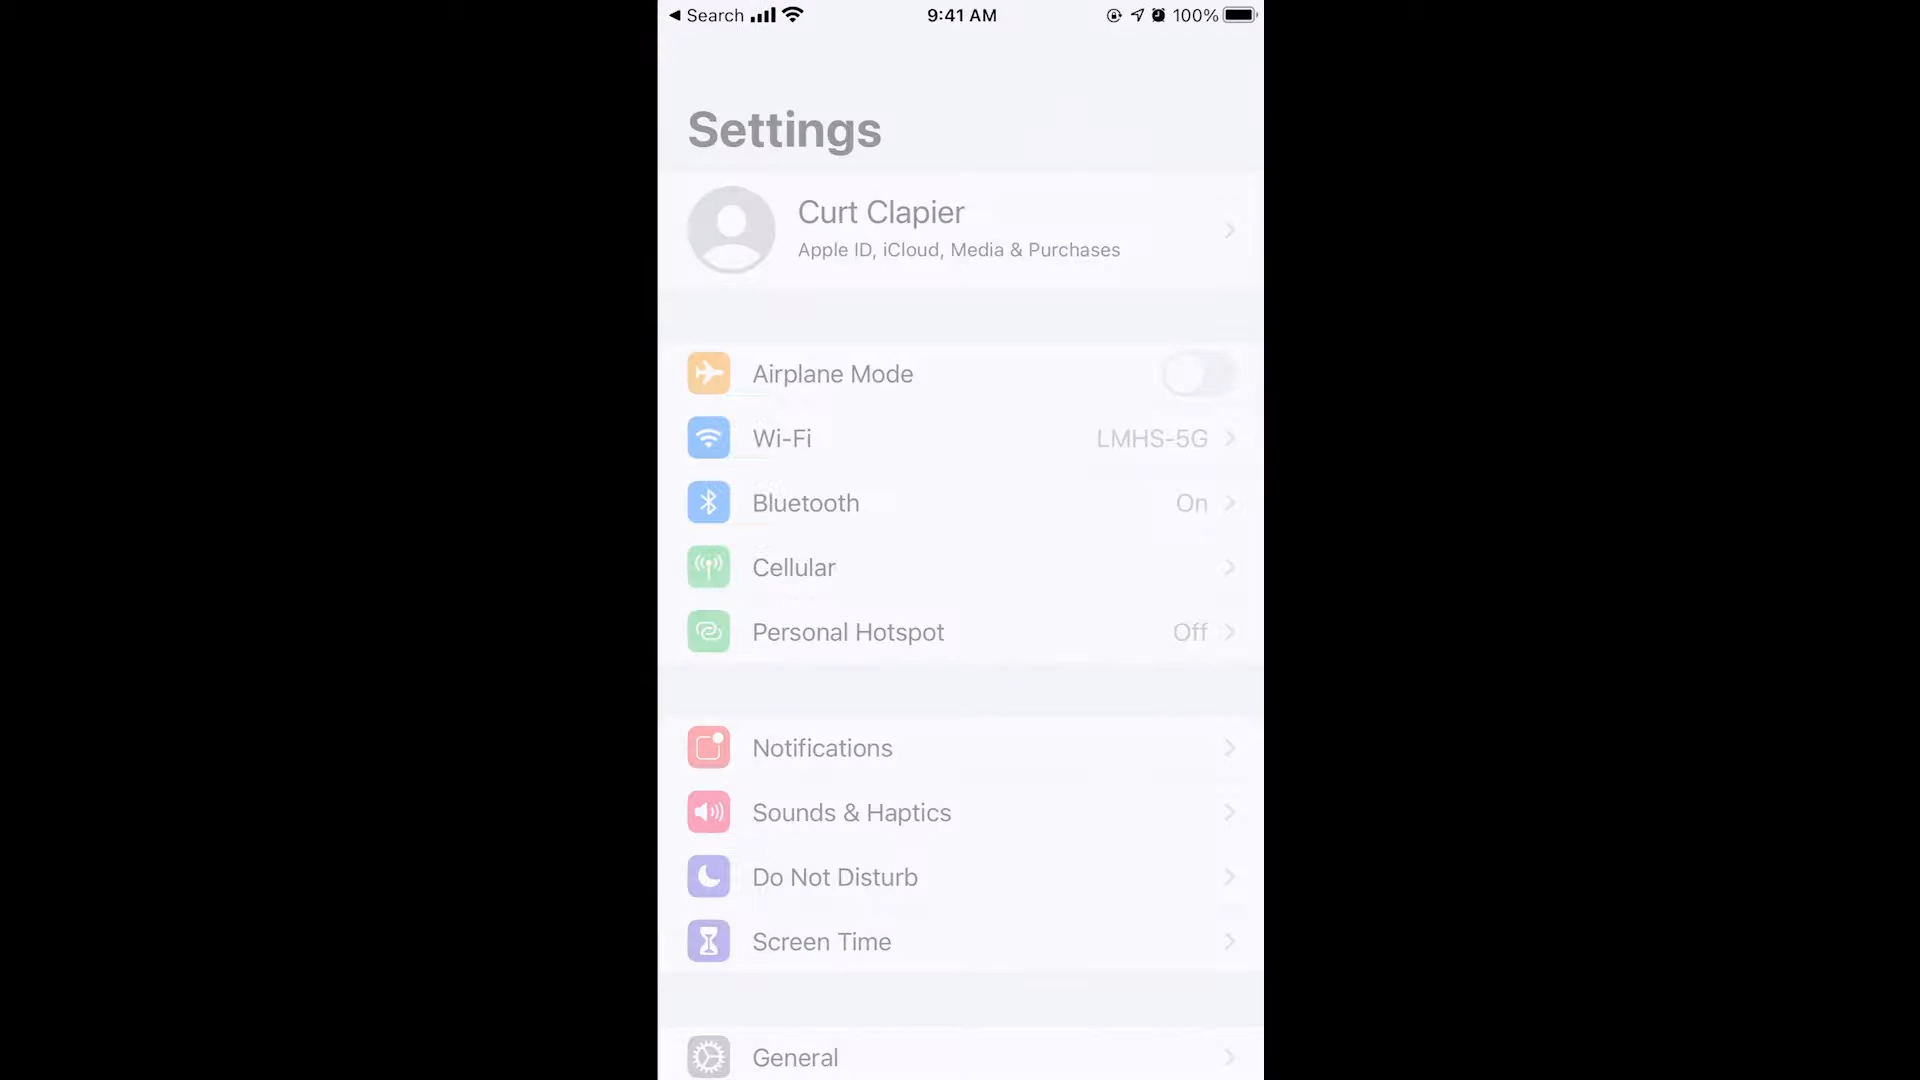 Search
9:41 AM
100%
Settings
Curt Clapier
Apple ID, iCloud, Media & Purchases
Airplane Mode
Wi-Fi LMHS-5G
Bluetooth On
Cellular
Personal Hotspot Off
Notifications
Sounds & Haptics
Do Not Disturb
Screen Time
General